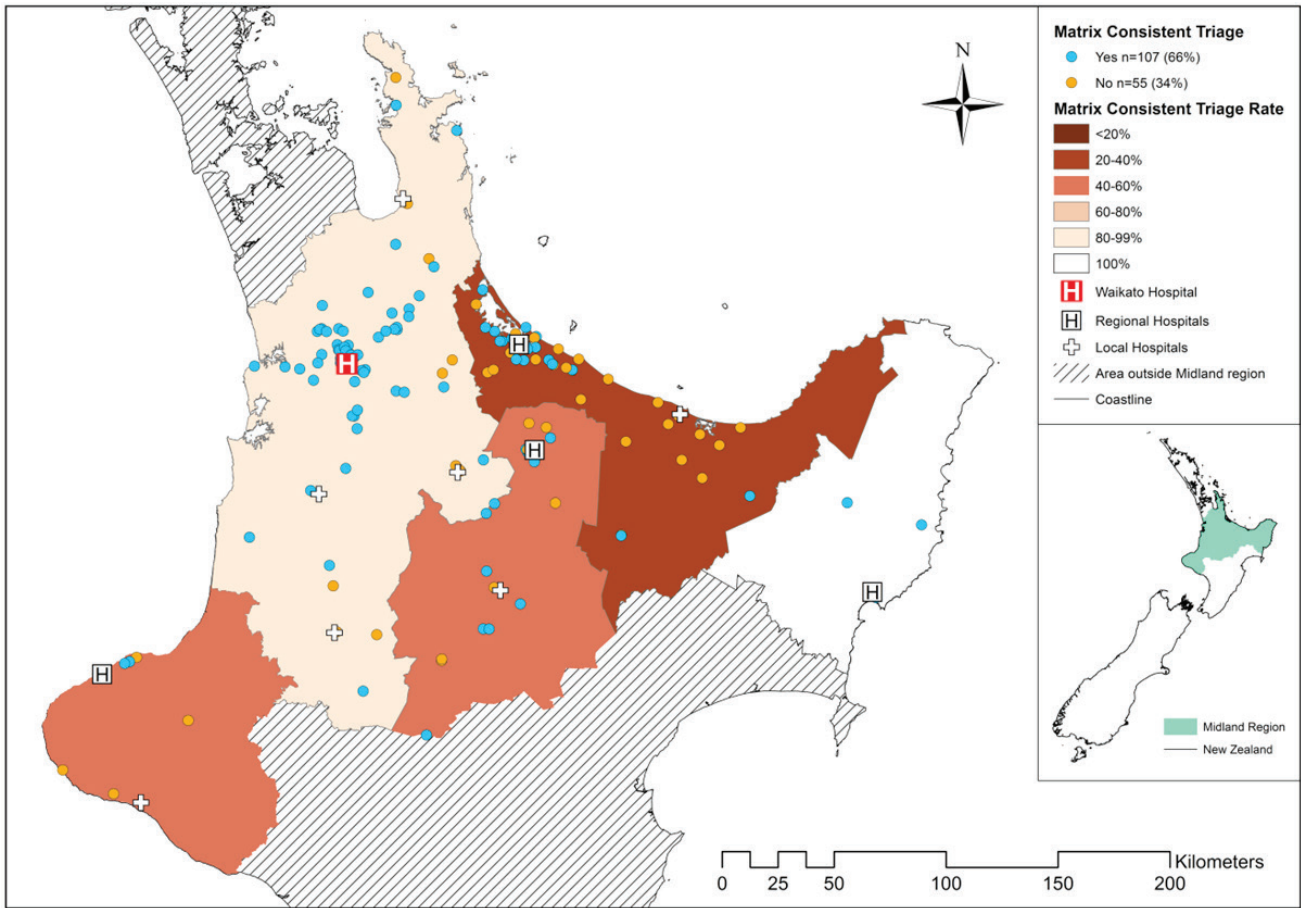 N
H
H
H
H
H
0
25
50
100
150
200
Kilometers
Matrix Consistent Triage
Yes n=107 (66%)
No n=55 (34%)
Matrix Consistent Triage Rate
<20%
20-40%
40-60%
60-80%
80-99%
100%
H Waikato Hospital
H Regional Hospitals
Local Hospitals
Area outside Midland region
Coastline
Midland Region
New Zealand